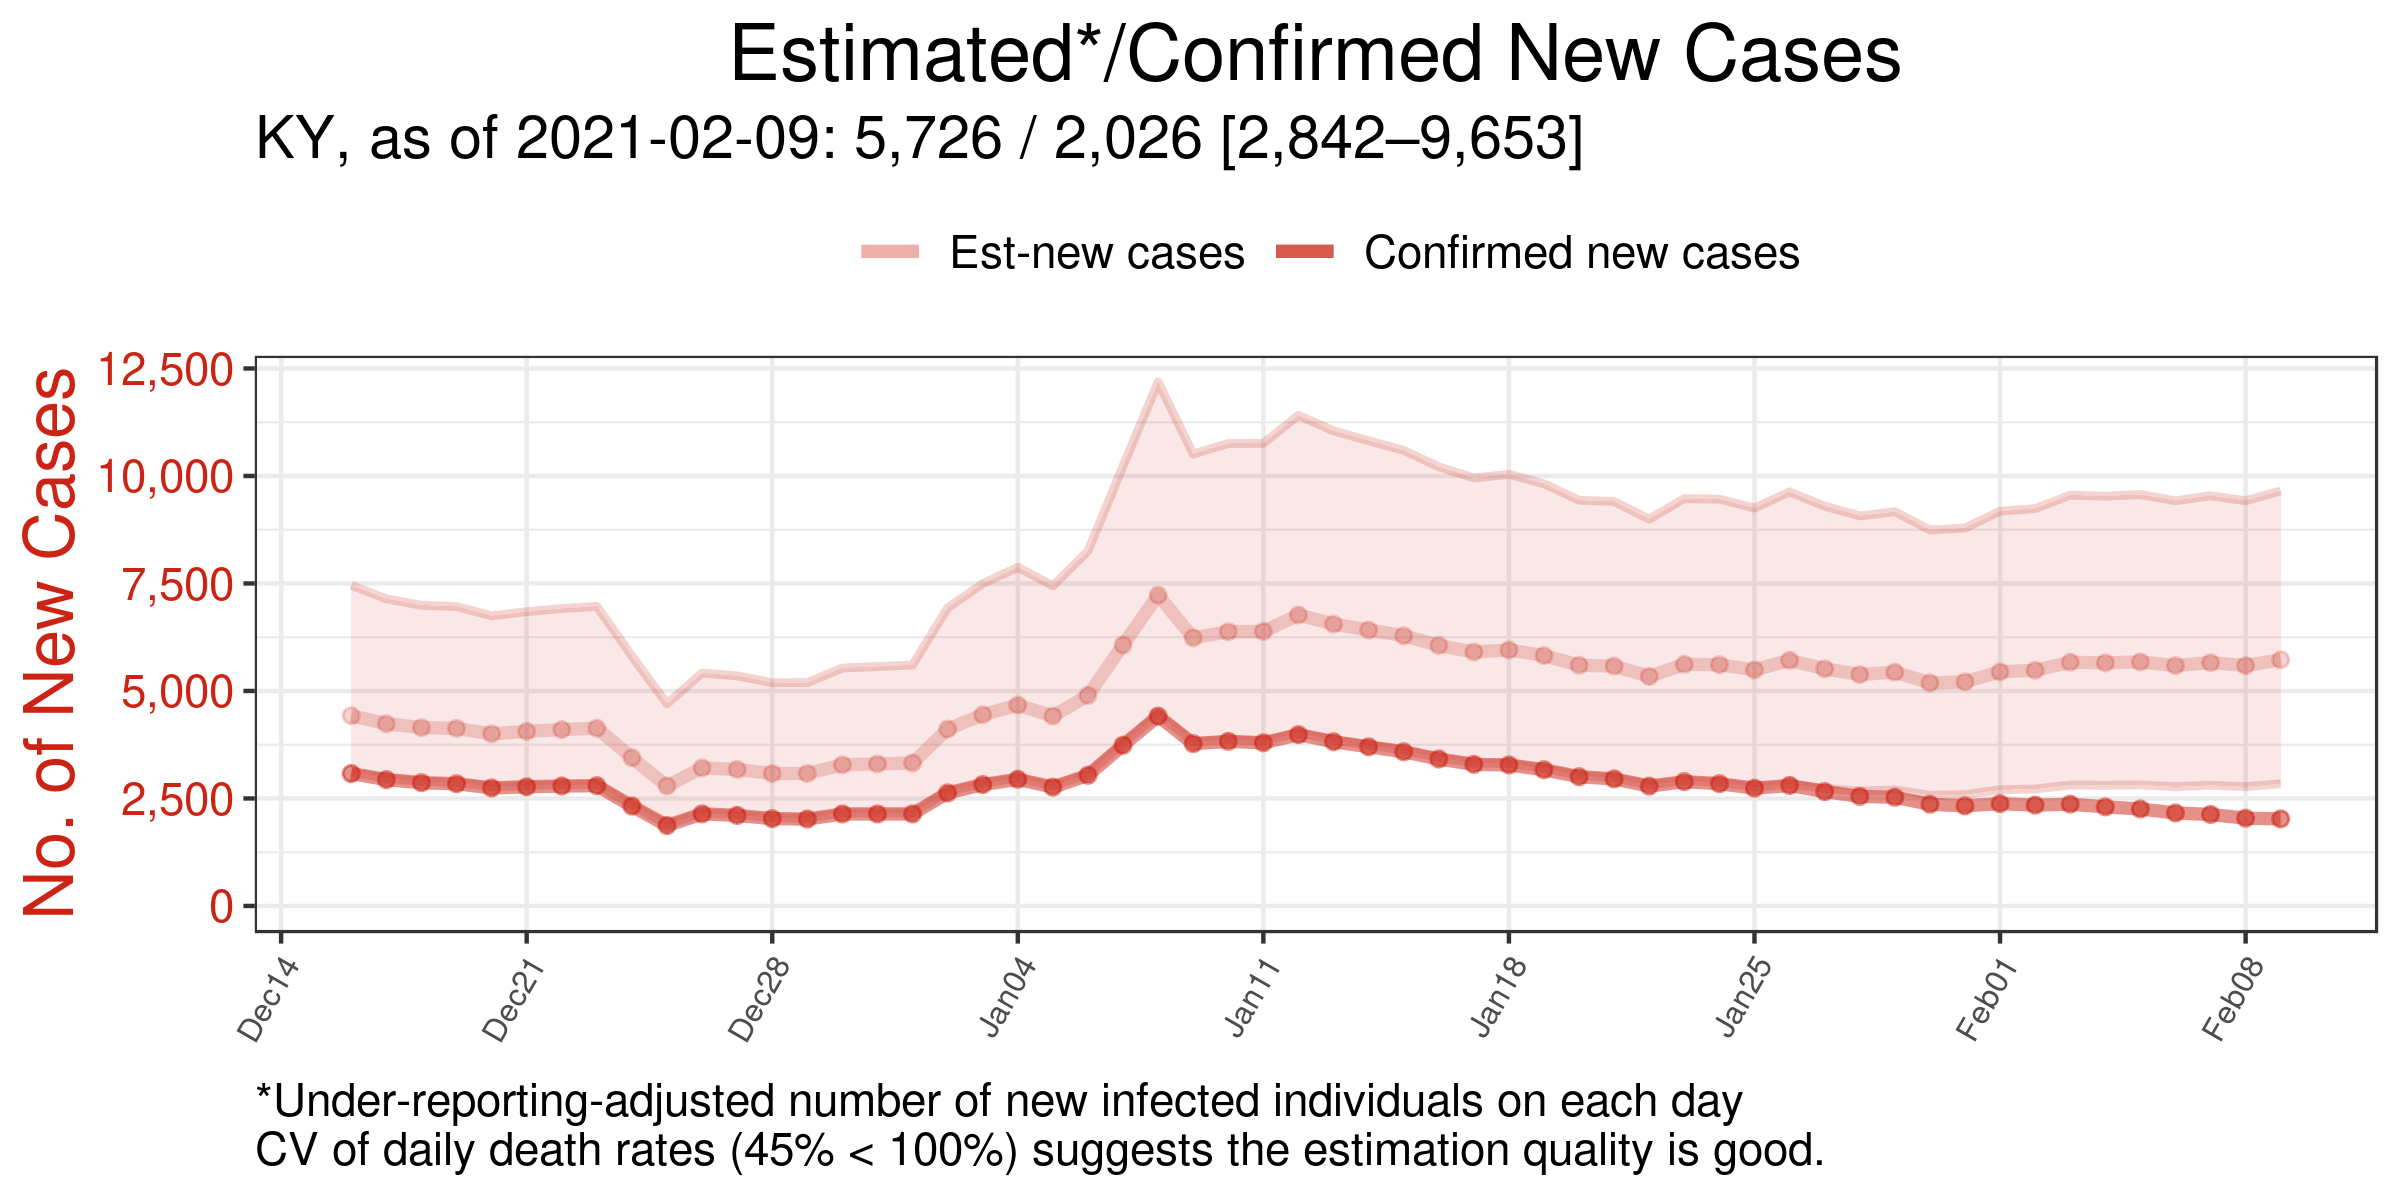 Estimated*/Confirmed New Cases
KY, as of 2021-02-09: 5,726 / 2,026 [2,842–9,653]
Est-new cases
Confirmed new cases
No. of New Cases
12,500
10,000
7,500
5,000
2,500
0
Dec14
Dec21
Dec28
Jan04
Jan11
Jan18
Jan25
Feb01
Feb08
*Under-reporting-adjusted number of new infected individuals on each day
CV of daily death rates (45% < 100%) suggests the estimation quality is good.